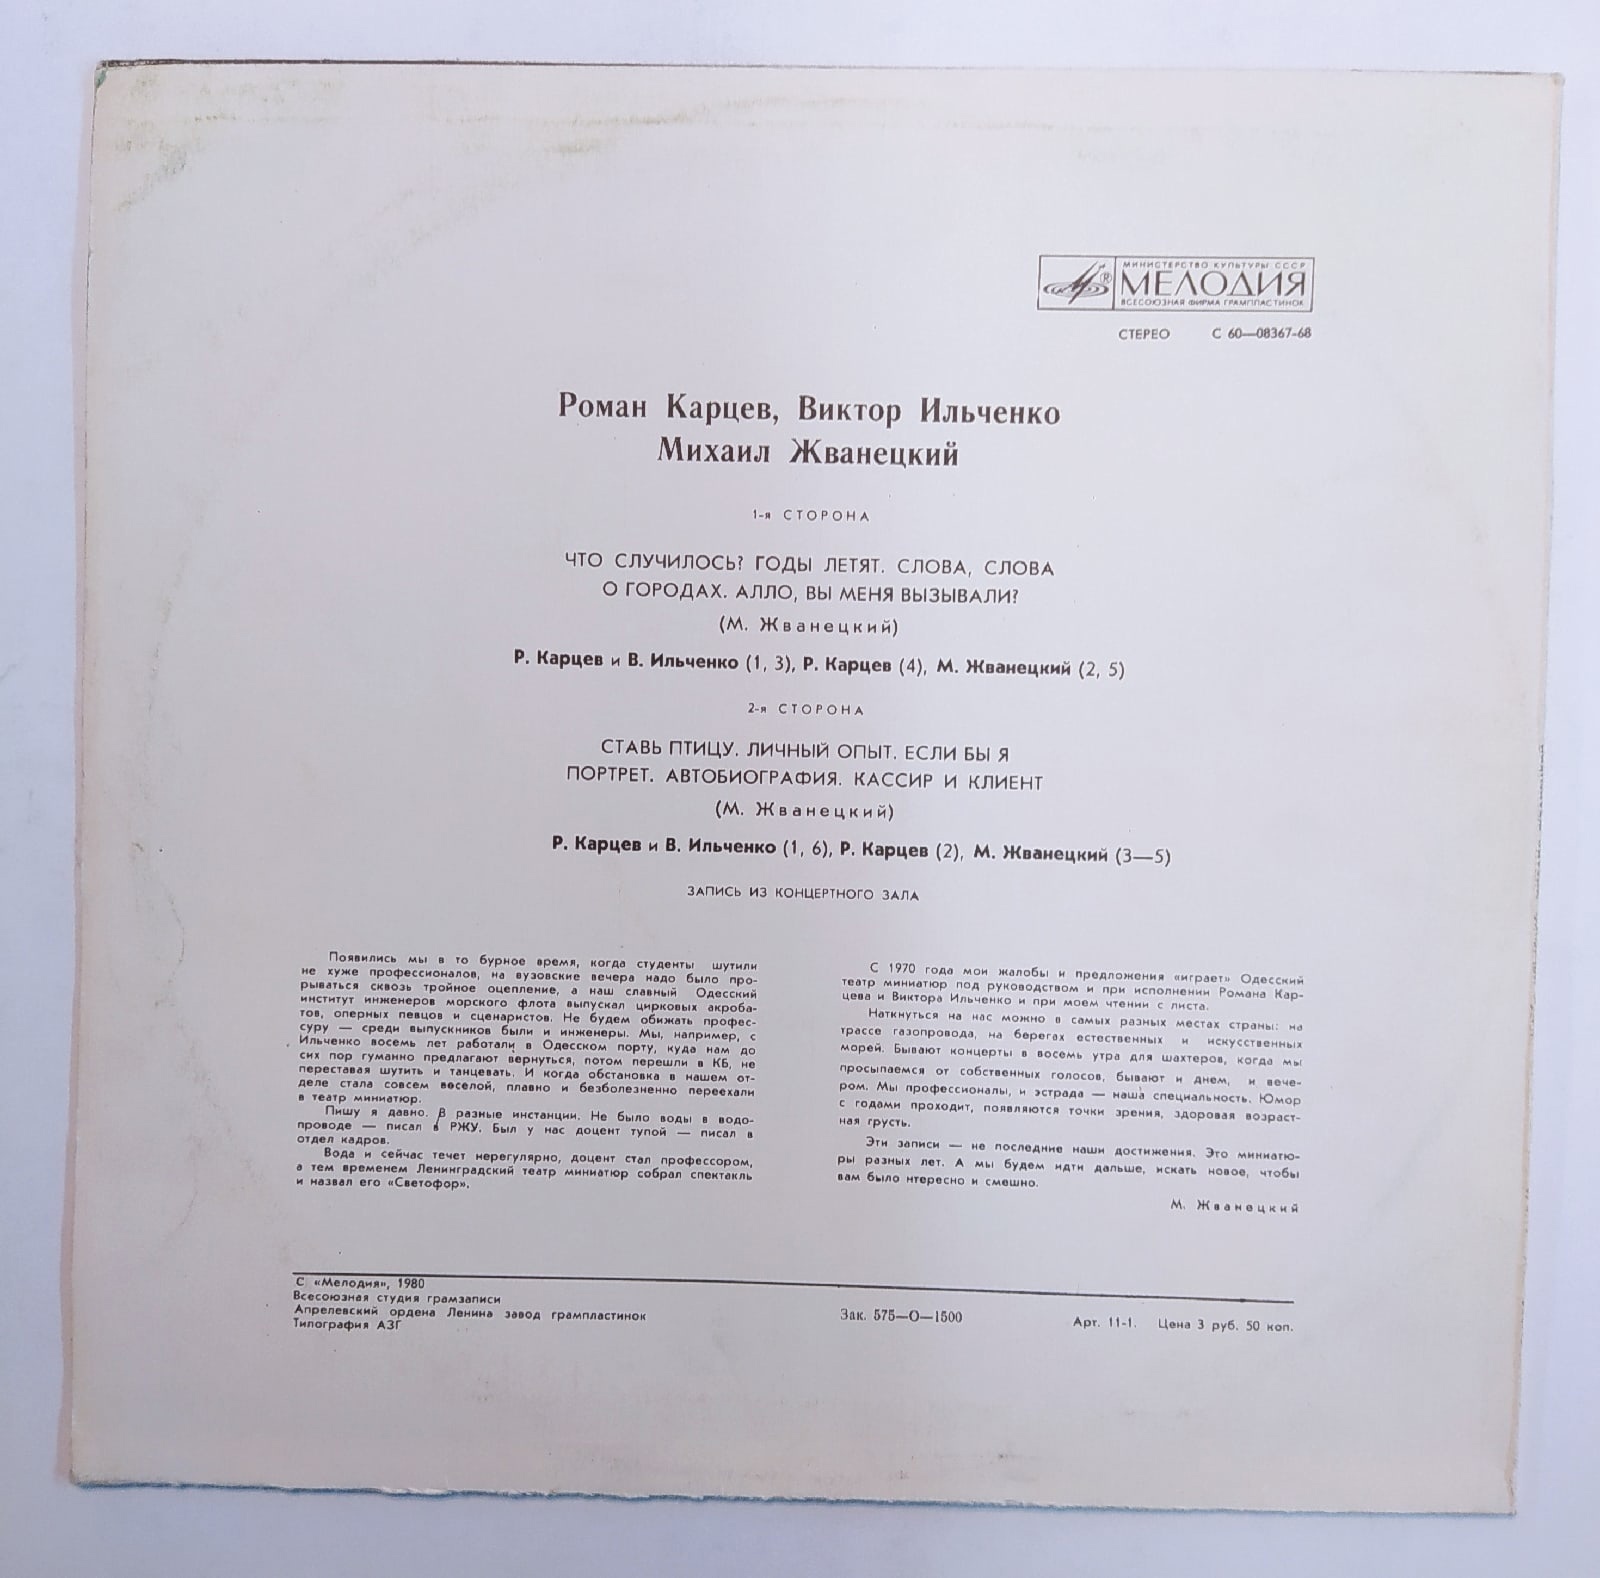 МИНИСТЕРСТВО КУЛЬТУРЫ СССР
МЕЛОДИЯ
ВСЕСОЮЗНАЯ ФИРМА ГРАМПЛАСТИНОК
СТЕРЕО С 60—08367-68
Роман Карцев, Виктор Ильченко
Михаил Жванецкий
1-я СТОРОНА
ЧТО СЛУЧИЛОСЬ? ГОДЫ ЛЕТЯТ. СЛОВА, СЛОВА
О ГОРОДАХ. АЛЛО, ВЫ МЕНЯ ВЫЗЫВАЛИ?
(М. Жванецкий)
Р. Карцев и В. Ильченко (1, 3), Р. Карцев (4), М. Жванецкий (2, 5)
2-я СТОРОНА
СТАВЬ ПТИЦУ. ЛИЧНЫЙ ОПЫТ. ЕСЛИ БЫ Я
ПОРТРЕТ. АВТОБИОГРАФИЯ. КАССИР И КЛИЕНТ
(М. Жванецкий)
Р. Карцев и В. Ильченко (1, 6), Р. Карцев (2), М. Жванецкий (3—5)
ЗАПИСЬ ИЗ КОНЦЕРТНОГО ЗАЛА
Появились мы в то бурное время, когда студенты шутили
не хуже профессионалов, на вузовские вечера надо было про-
рываться сквозь тройное оцепление, а наш славный Одесский
институт инженеров морского флота выпускал цирковых акроба-
тов, оперных певцов и сценаристов. Не будем обижать профес-
суру — среди выпускников были и инженеры. Мы, например, с
Ильченко восемь лет работали в Одесском порту, куда нам до
сих пор гуманно предлагают вернуться, потом перешли в КБ, не
переставая шутить и танцевать. И когда обстановка в нашем от-
деле стала совсем веселой, плавно и безболезненно переехали
в театр миниатюр.
Пишу я давно. В разные инстанции. Не было воды в водо-
проводе — писал в РЖУ. Был у нас доцент тупой — писал в
отдел кадров.
Вода и сейчас течет нерегулярно, доцент стал профессором,
а тем временем Ленинградский театр миниатюр собрал спектакль
и назвал его «Светофор».
С 1970 года мои жалобы и предложения «играет» Одесский
театр миниатюр под руководством и при исполнении Романа Кар-
цева и Виктора Ильченко и при моем чтении с листа.
Наткнуться на нас можно в самых разных местах страны: на
трассе газопровода, на берегах естественных и искусственных
морей. Бывают концерты в восемь утра для шахтеров, когда мы
просыпаемся от собственных голосов, бывают и днем, и вече-
ром. Мы профессионалы, и эстрада — наша специальность. Юмор
с годами проходит, появляются точки зрения, здоровая возраст-
ная грусть.
Эти записи — не последние наши достижения. Это миниатю-
ры разных лет. А мы будем идти дальше, искать новое, чтобы
вам было нтересно и смешно.
М. Жванецкий
С «Мелодия», 1980
Всесоюзная студия грамзаписи
Апрелевский ордена Ленина завод грампластинок
Типография АЗГ
Зак. 575—О—1500
Арт. 11-1. Цена 3 руб. 50 коп.